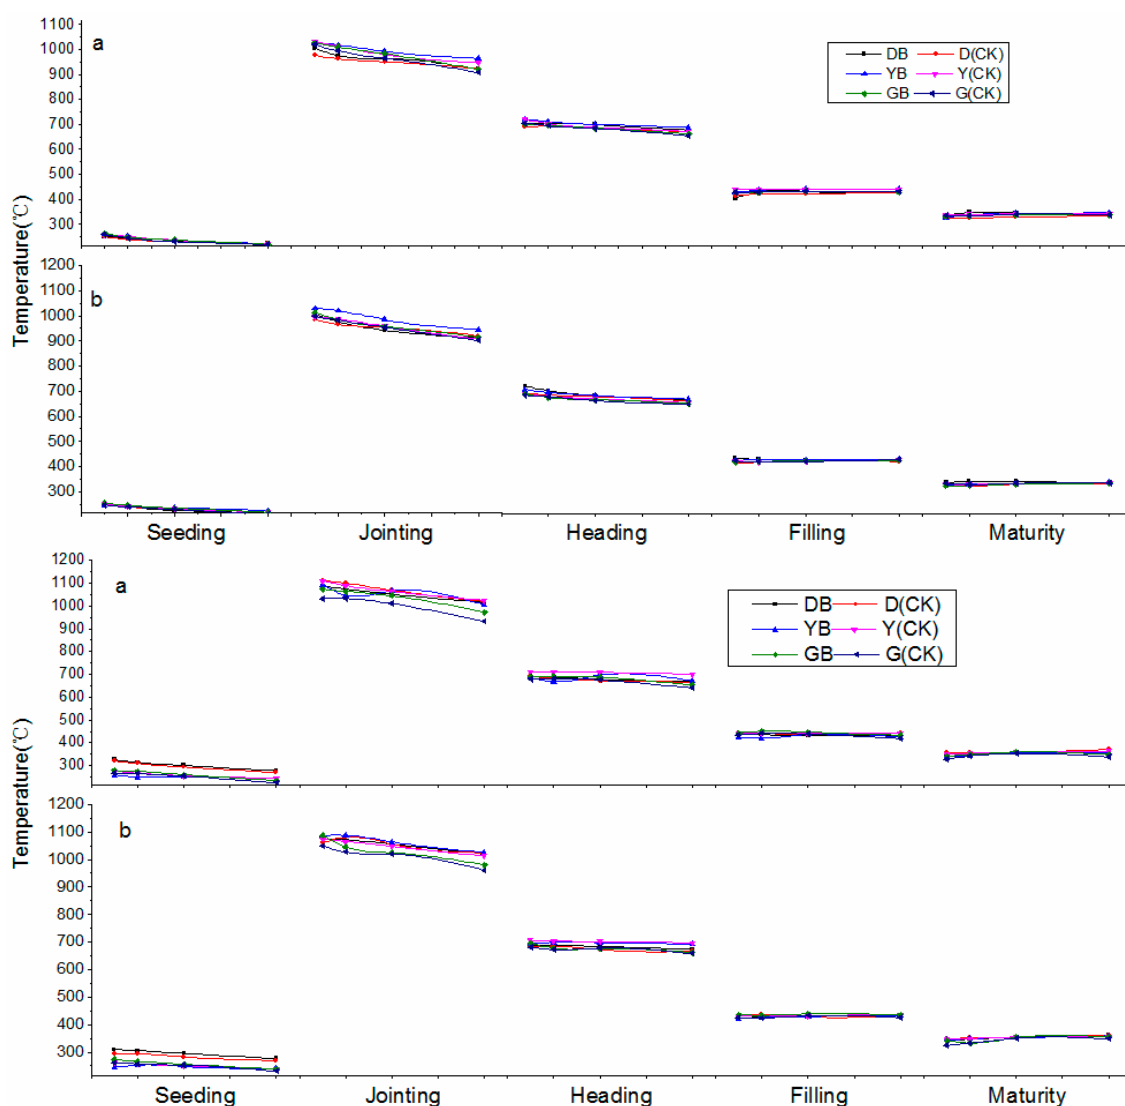 a
1100
1000
900
800
700
600
500
400
300
DB D(CK)
YB Y(CK)
GB G(CK)
Temperature(℃)
b
1200
1100
1000
900
800
700
600
500
400
300
Seeding Jointing Heading Filling Maturity
a
1200
1100
1000
900
800
700
600
500
400
300
DB D(CK)
YB Y(CK)
GB G(CK)
Temperature(℃)
b
1200
1100
1000
900
800
700
600
500
400
300
Seeding Jointing Heading Filling Maturity